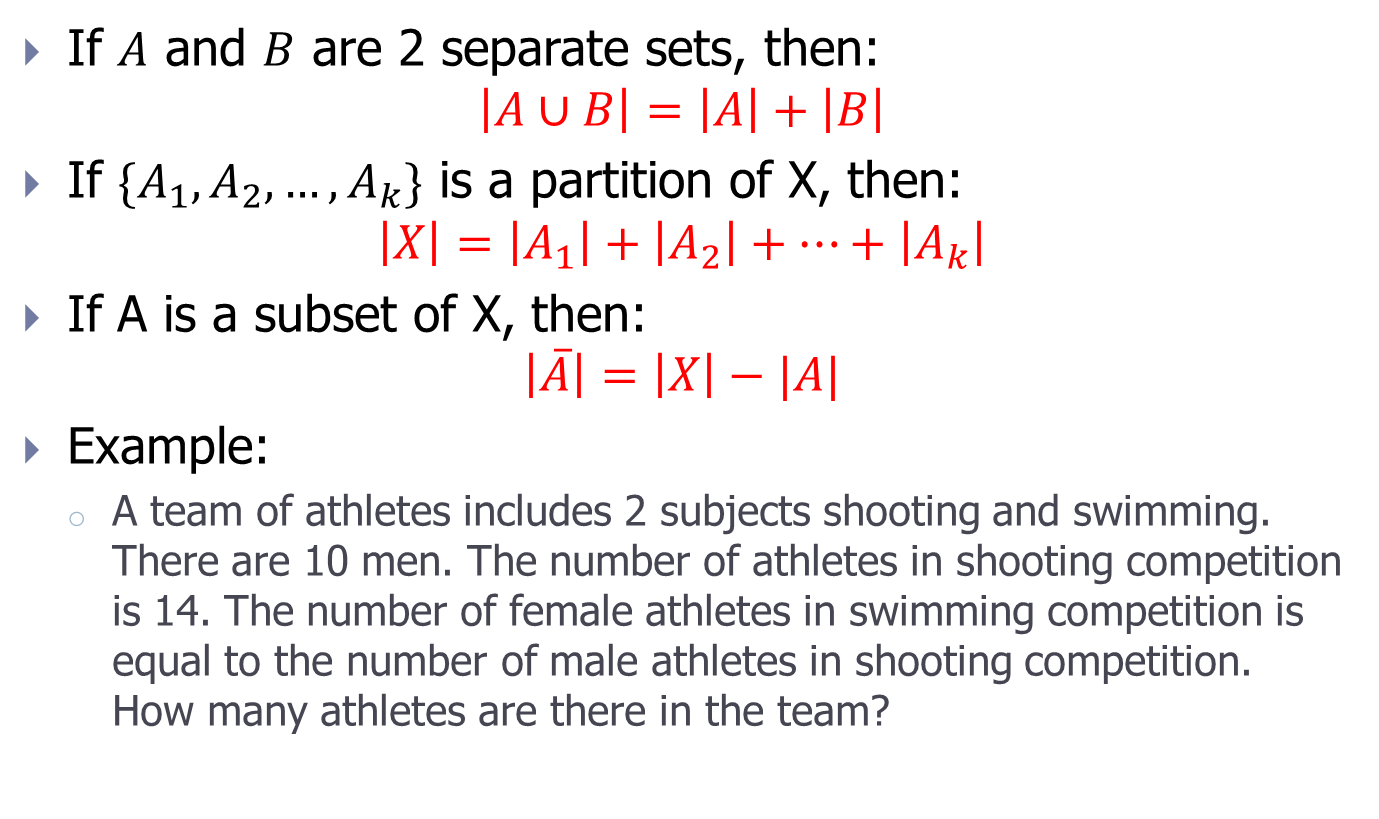 If A and B are 2 separate sets, then:
|A ∪ B| = |A| + |B|
If {A₁, A₂, … , Aₖ} is a partition of X, then:
|X| = |A₁| + |A₂| + ⋯ + |Aₖ|
If A is a subset of X, then:
|Ā| = |X| − |A|
Example:
A team of athletes includes 2 subjects shooting and swimming.
There are 10 men. The number of athletes in shooting competition
is 14. The number of female athletes in swimming competition is
equal to the number of male athletes in shooting competition.
How many athletes are there in the team?